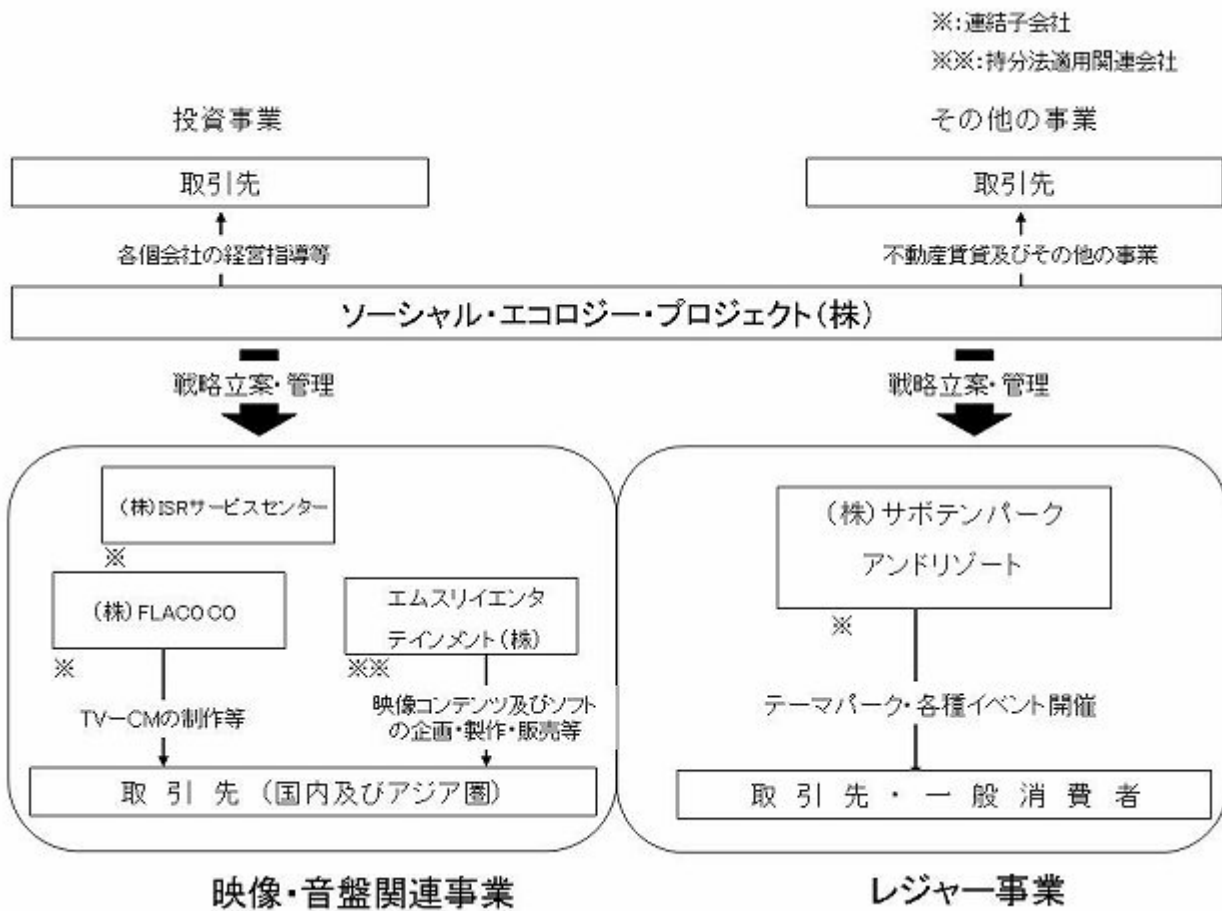 ※:連結子会社
※※:持分法適用関連会社
投資事業
その他の事業
取引先
取引先
各個会社の経営指導等
不動産賃貸及びその他の事業
ソーシャル・エコロジー・プロジェクト(株)
戦略立案・管理
戦略立案・管理
(株)ISRサービスセンター
※
(株)FLACOCO
※
エムスリイエンタ
テインメント(株)
※※
(株)サボテンパーク
アンドリゾート
※
TV-CMの制作等
映像コンテンツ及びソフト
の企画・製作・販売等
テーマパーク・各種イベント開催
取引先(国内及びアジア圏)
取引先・一般消費者
映像・音盤関連事業
レジャー事業